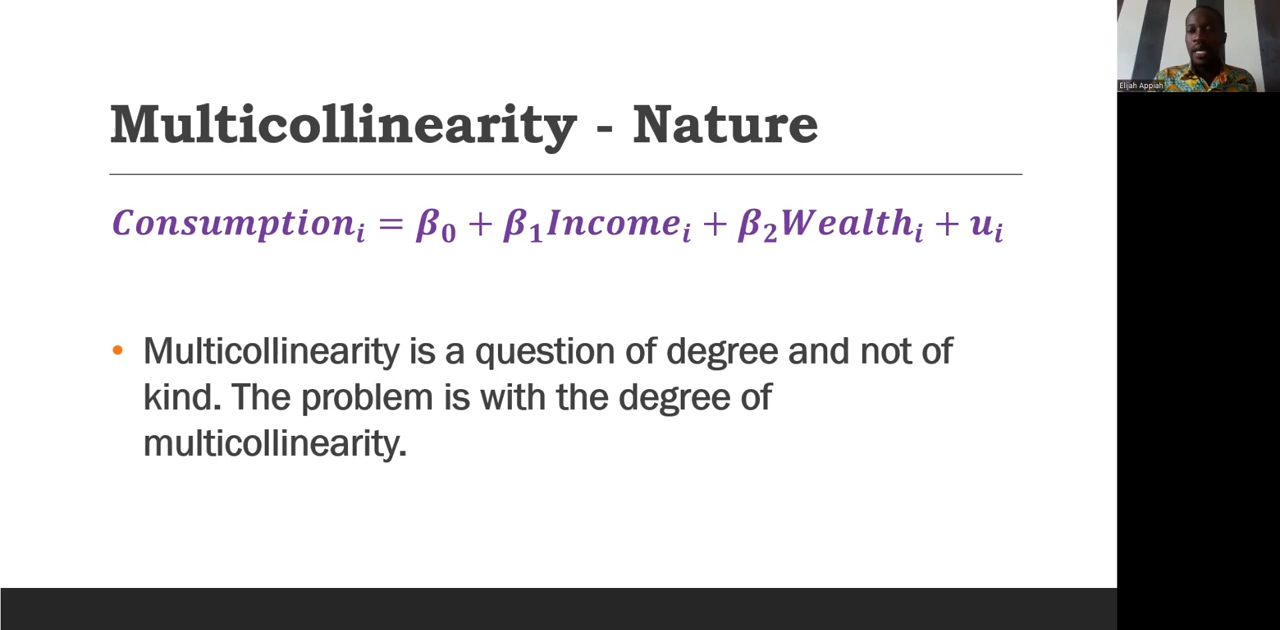 Multicollinearity - Nature
Consumptionᵢ = β₀ + β₁Incomeᵢ + β₂Wealthᵢ + uᵢ
• Multicollinearity is a question of degree and not of
kind. The problem is with the degree of
multicollinearity.
Elijah Appiah